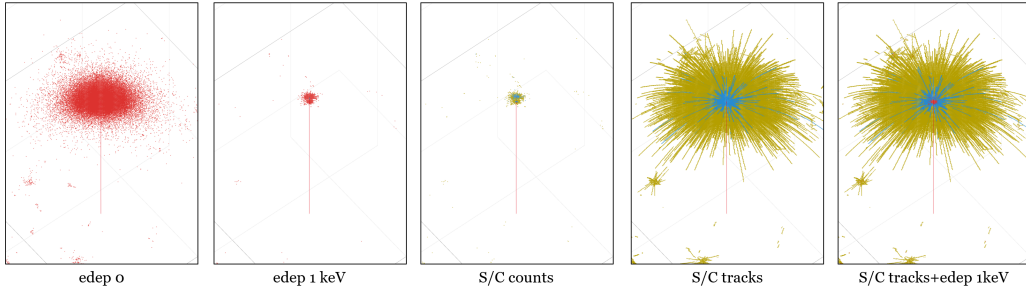 edep 0
edep 1 keV
S/C counts
S/C tracks
S/C tracks+edep 1keV